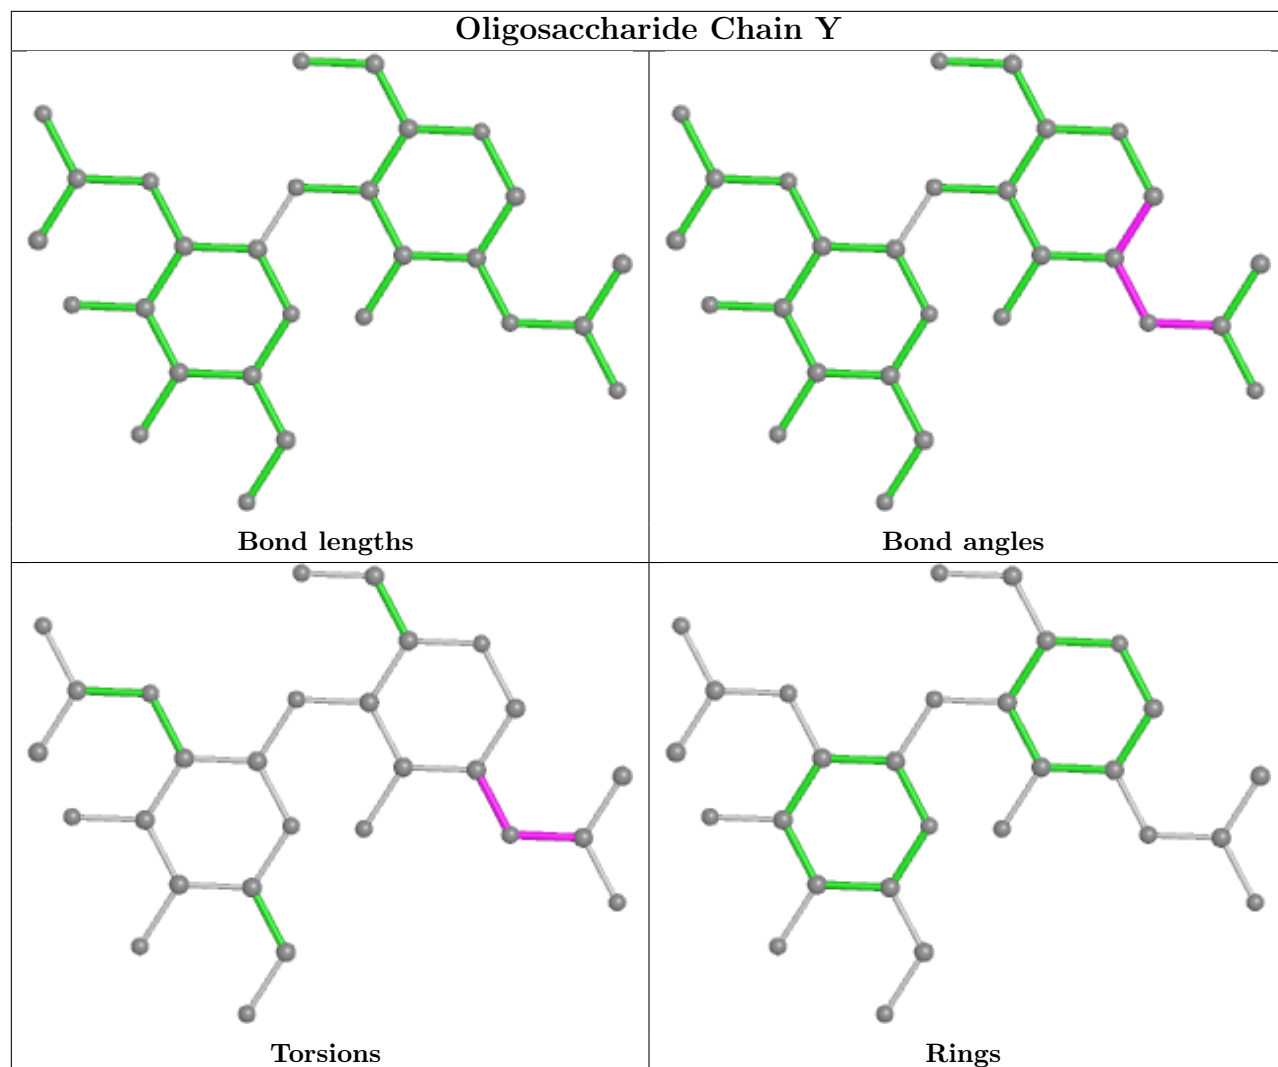 Oligosaccharide Chain Y
Bond lengths
Bond angles
Torsions
Rings